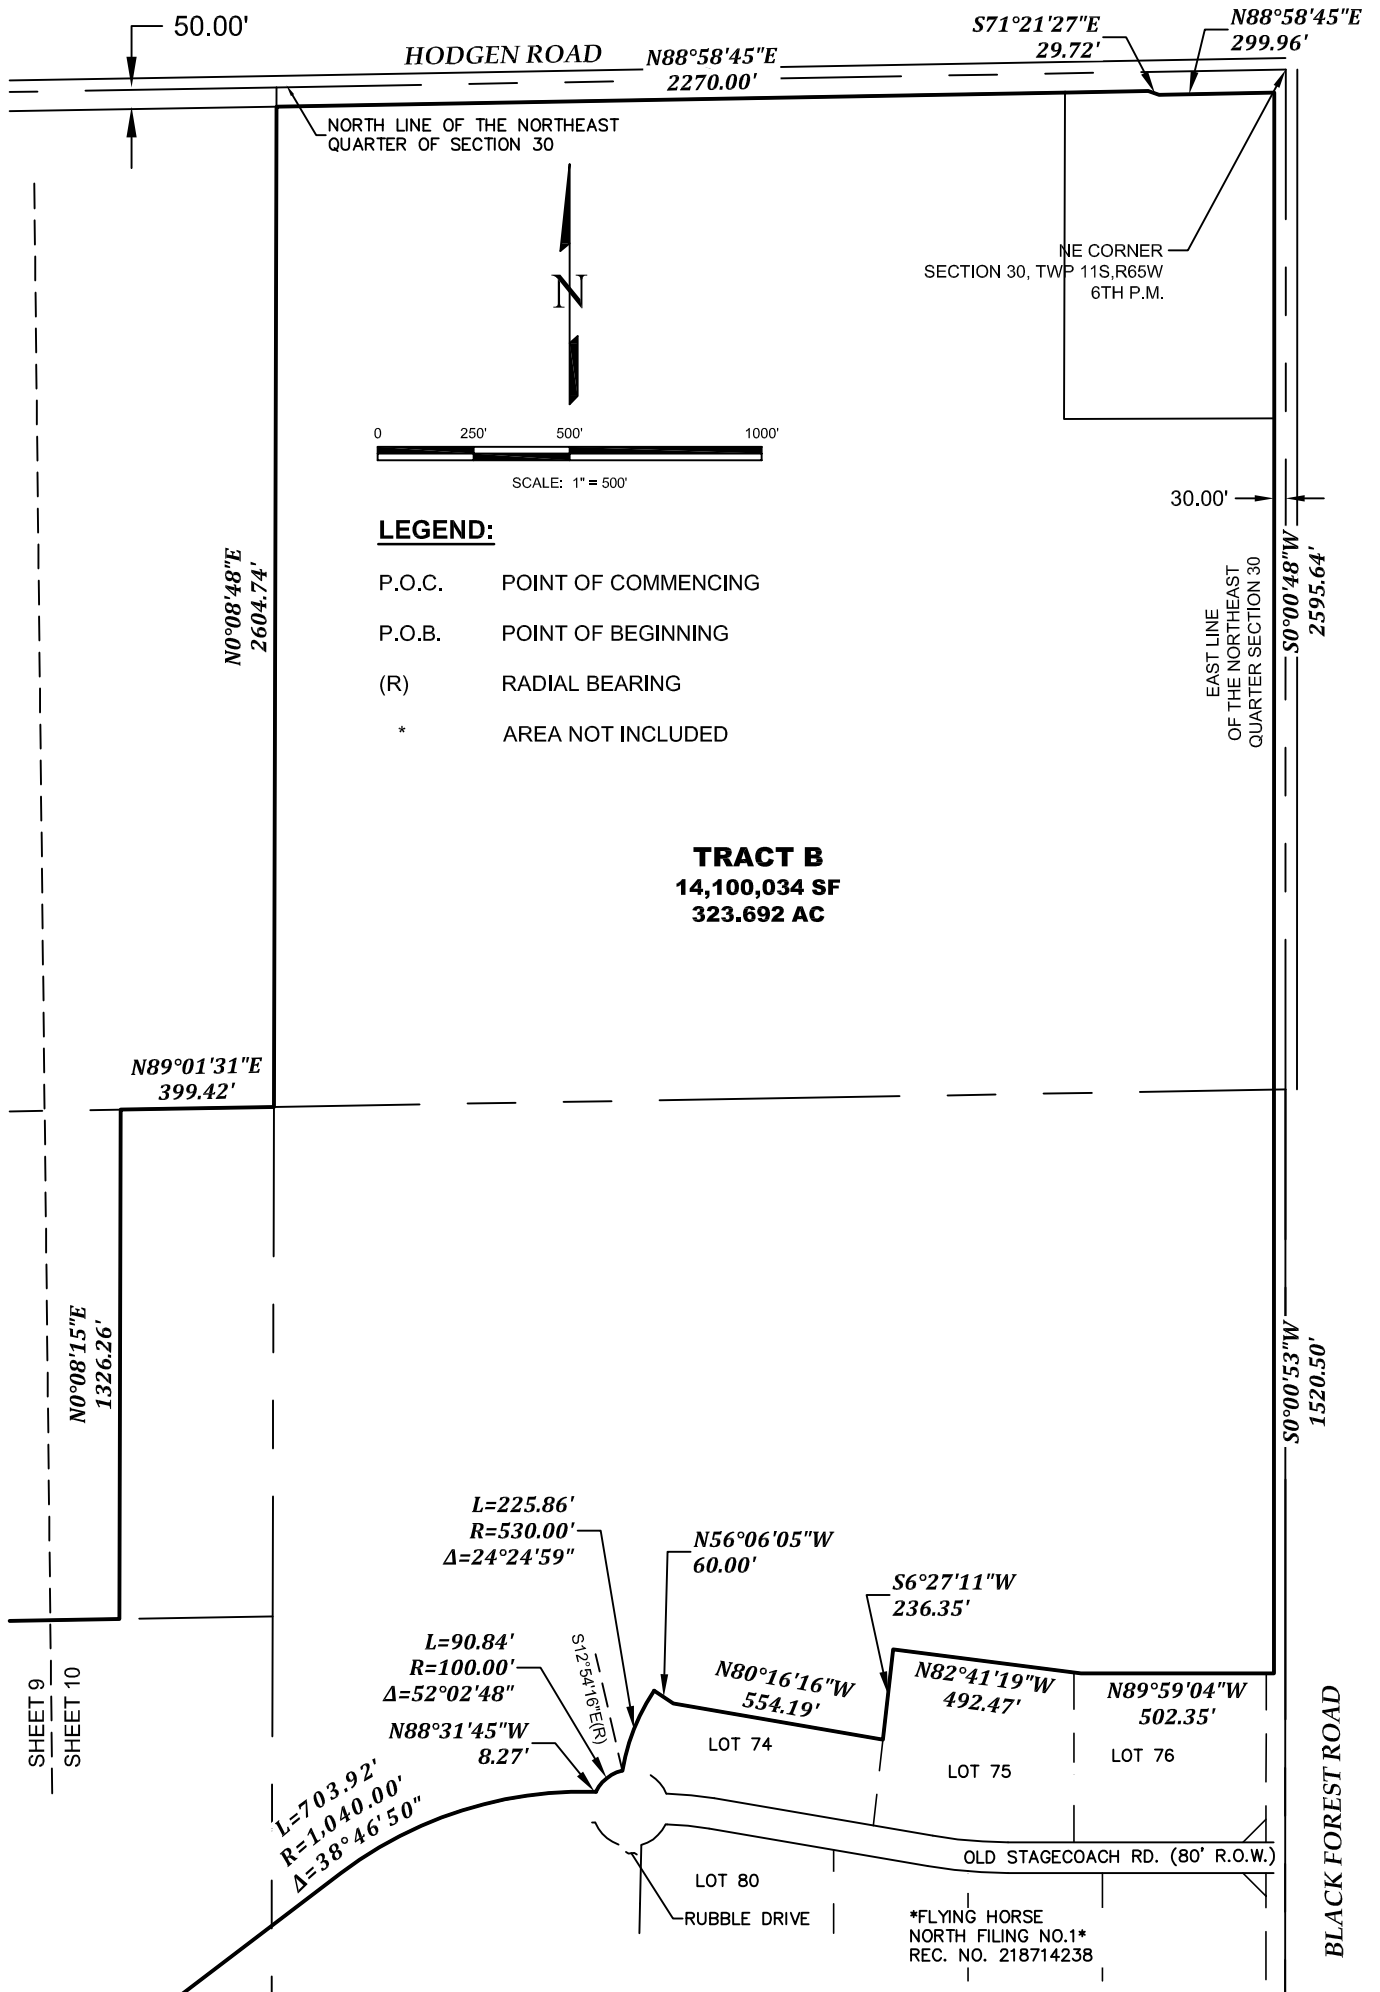 50.00'
HODGEN ROAD
N88°58'45"E
2270.00'
S71°21'27"E
29.72'
N88°58'45"E
299.96'
NORTH LINE OF THE NORTHEAST
QUARTER OF SECTION 30
N
NE CORNER
SECTION 30, TWP 11S,R65W
6TH P.M.
0 250' 500' 1000'
SCALE: 1" = 500'
30.00'
LEGEND:
P.O.C. POINT OF COMMENCING
P.O.B. POINT OF BEGINNING
(R) RADIAL BEARING
* AREA NOT INCLUDED
N0°08'48"E
2604.74'
EAST LINE
OF THE NORTHEAST
QUARTER SECTION 30
S0°00'48"W
2595.64'
TRACT B
14,100,034 SF
323.692 AC
N89°01'31"E
399.42'
N0°08'15"E
1326.26'
S0°00'53"W
1520.50'
L=225.86'
R=530.00'
Δ=24°24'59"
N56°06'05"W
60.00'
S6°27'11"W
236.35'
L=90.84'
R=100.00'
Δ=52°02'48"
S12°54'16"E(R)
N80°16'16"W
554.19'
N82°41'19"W
492.47'
N89°59'04"W
502.35'
N88°31'45"W
8.27'
SHEET 9
SHEET 10
LOT 74
LOT 75
LOT 76
L=703.92'
R=1,040.00'
Δ=38°46'50"
OLD STAGECOACH RD. (80' R.O.W.)
LOT 80
RUBBLE DRIVE
*FLYING HORSE
NORTH FILING NO.1*
REC. NO. 218714238
BLACK FOREST ROAD